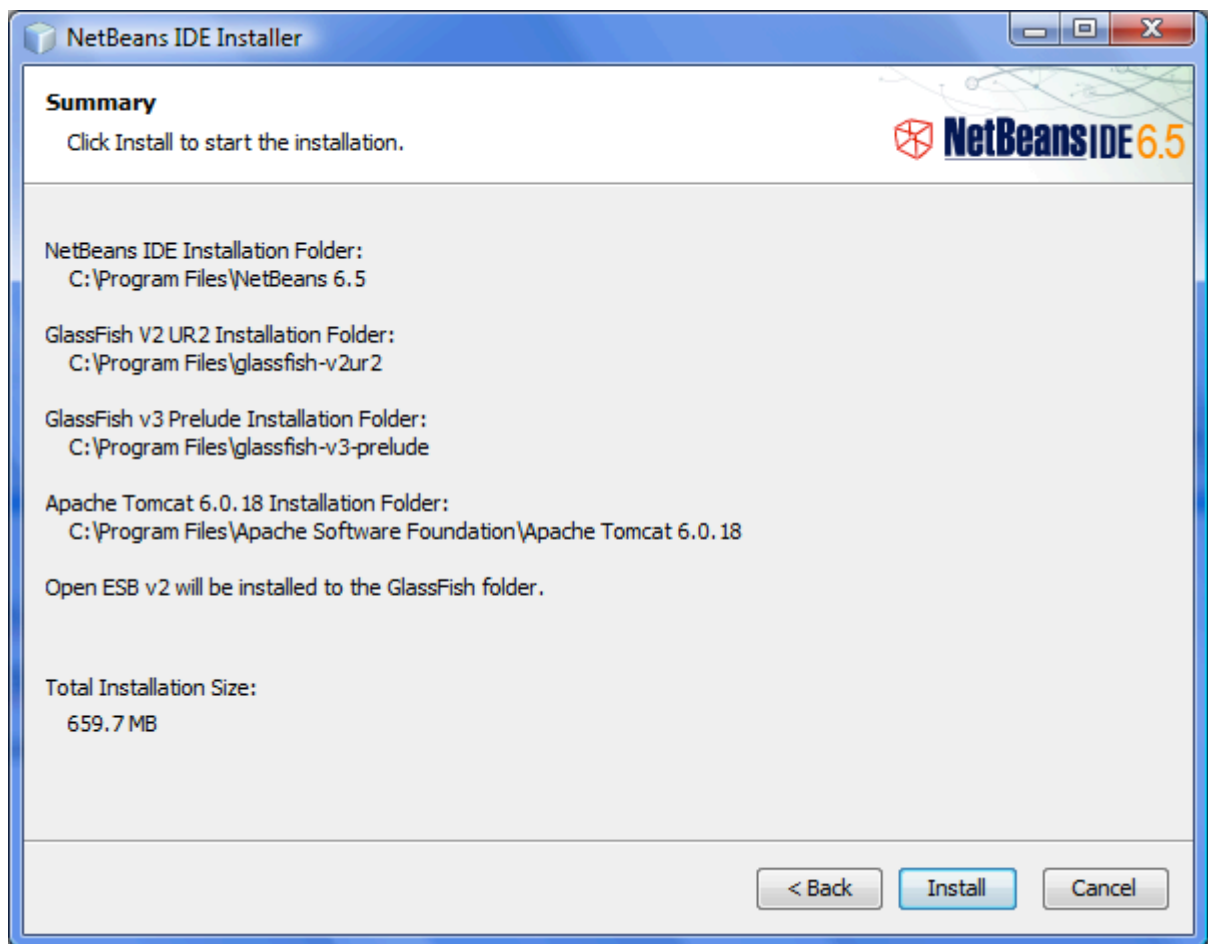 NetBeans IDE Installer
Summary
Click Install to start the installation.
NetBeans IDE 6.5
NetBeans IDE Installation Folder:
C:\Program Files\NetBeans 6.5
GlassFish V2 UR2 Installation Folder:
C:\Program Files\glassfish-v2ur2
GlassFish v3 Prelude Installation Folder:
C:\Program Files\glassfish-v3-prelude
Apache Tomcat 6.0.18 Installation Folder:
C:\Program Files\Apache Software Foundation\Apache Tomcat 6.0.18
Open ESB v2 will be installed to the GlassFish folder.
Total Installation Size:
659.7 MB
< Back Install Cancel